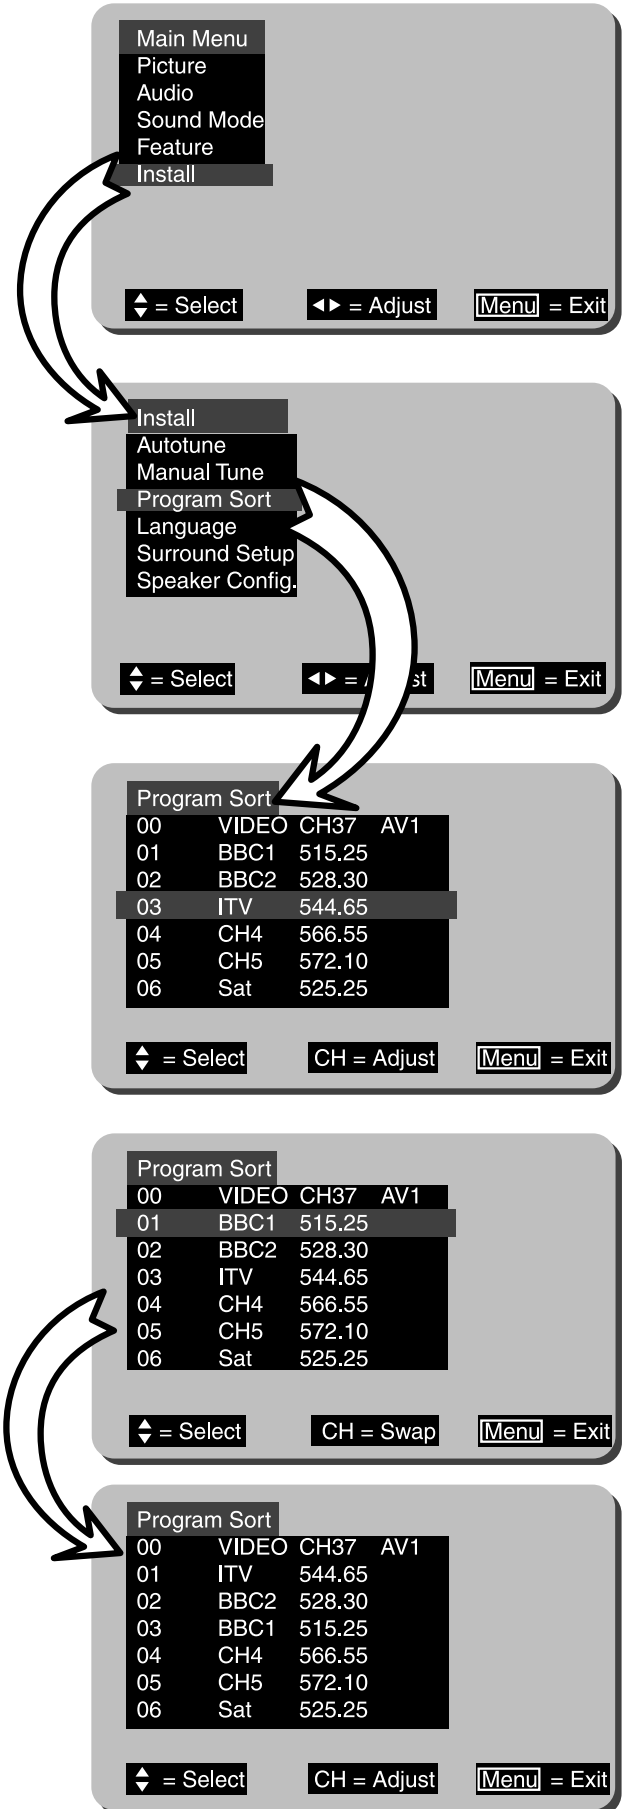 Main Menu
Picture
Audio
Sound Mode
Feature
Install
= Select ◄► = Adjust Menu = Exit
Install
Autotune
Manual Tune
Program Sort
Language
Surround Setup
Speaker Config.
= Select ◄► = st Menu = Exit
Program Sort
00 VIDEO CH37 AV1
01 BBC1 515.25
02 BBC2 528.30
03 ITV 544.65
04 CH4 566.55
05 CH5 572.10
06 Sat 525.25
= Select CH = Adjust Menu = Exit
Program Sort
00 VIDEO CH37 AV1
01 BBC1 515.25
02 BBC2 528.30
03 ITV 544.65
04 CH4 566.55
05 CH5 572.10
06 Sat 525.25
= Select CH = Swap Menu = Exit
Program Sort
00 VIDEO CH37 AV1
01 ITV 544.65
02 BBC2 528.30
03 BBC1 515.25
04 CH4 566.55
05 CH5 572.10
06 Sat 525.25
= Select CH = Adjust Menu = Exit